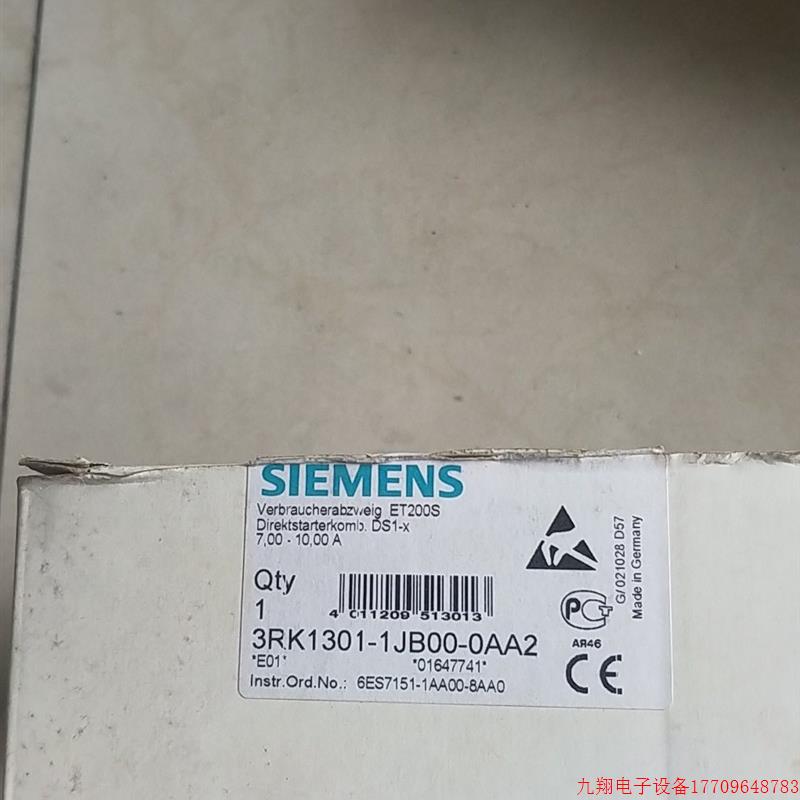 SIEMENS
Verbraucherabzweig ET200S
Direktstarterkomb. DS1-x
7,00 - 10,00 A
Qty
1
4 011209 513013
3RK1301-1JB00-0AA2
*E01* *01647741*
Instr.Ord.No.: 6ES7151-1AA00-8AA0
G/ 021028 D57
Made in Germany
PC
АЯ46
CE
九翔电子设备17709648783